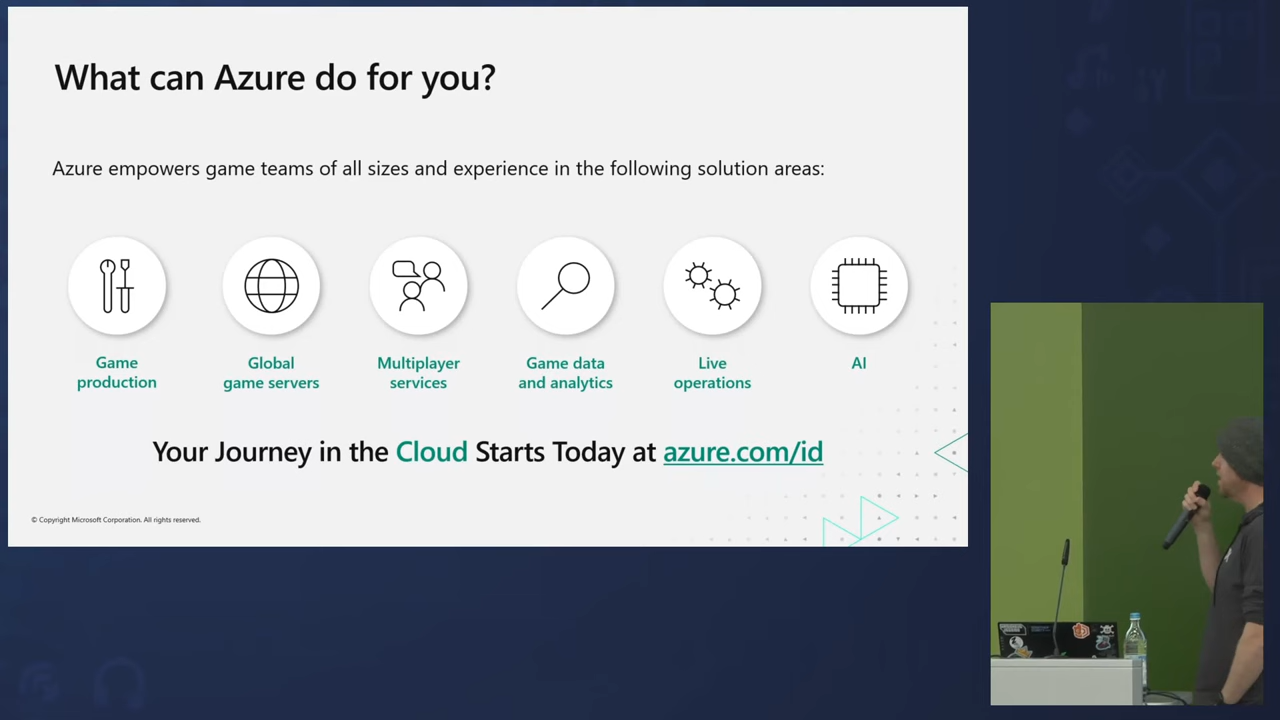 What can Azure do for you?
Azure empowers game teams of all sizes and experience in the following solution areas:
Game
production
Global
game servers
Multiplayer
services
Game data
and analytics
Live
operations
AI
Your Journey in the Cloud Starts Today at azure.com/id
© Copyright Microsoft Corporation. All rights reserved.